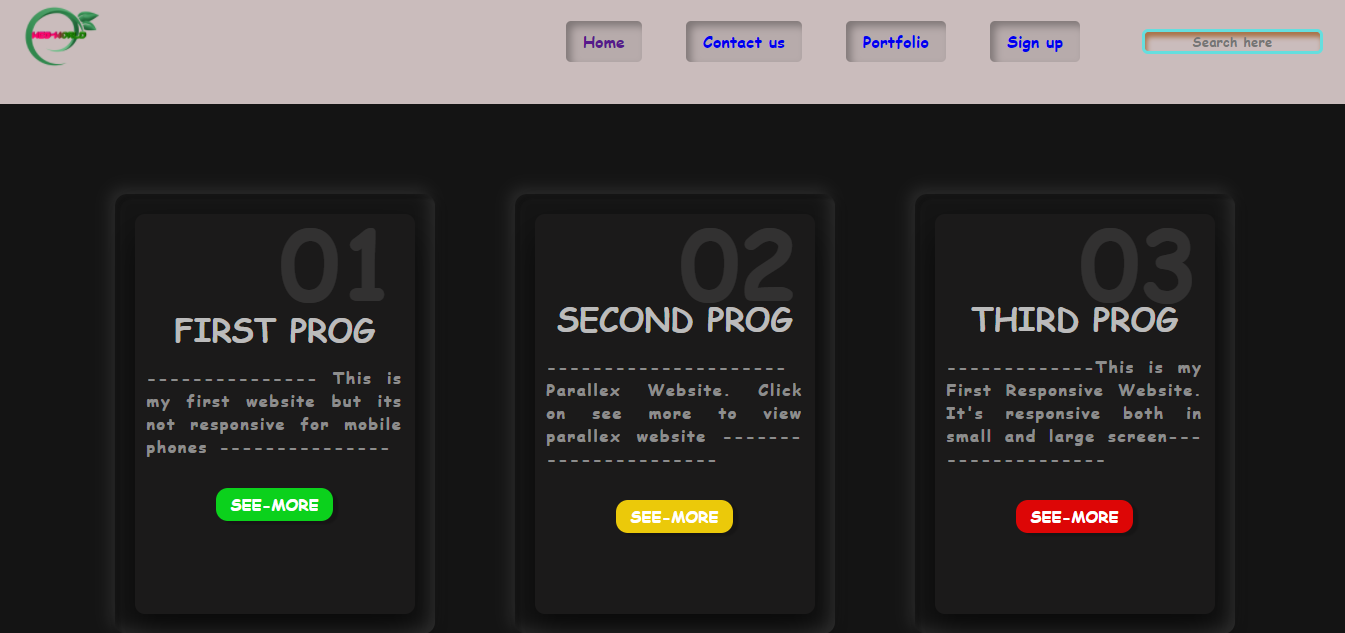 WEB-WORLD
Home
Contact us
Portfolio
Sign up
Search here
01
FIRST PROG
--------------- This is
my first website but its
not responsive for mobile
phones ---------------
SEE-MORE
02
SECOND PROG
---------------------
Parallex Website. Click
on see more to view
parallex website -------
---------------
SEE-MORE
03
THIRD PROG
-------------This is my
First Responsive Website.
It's responsive both in
small and large screen---
--------------
SEE-MORE